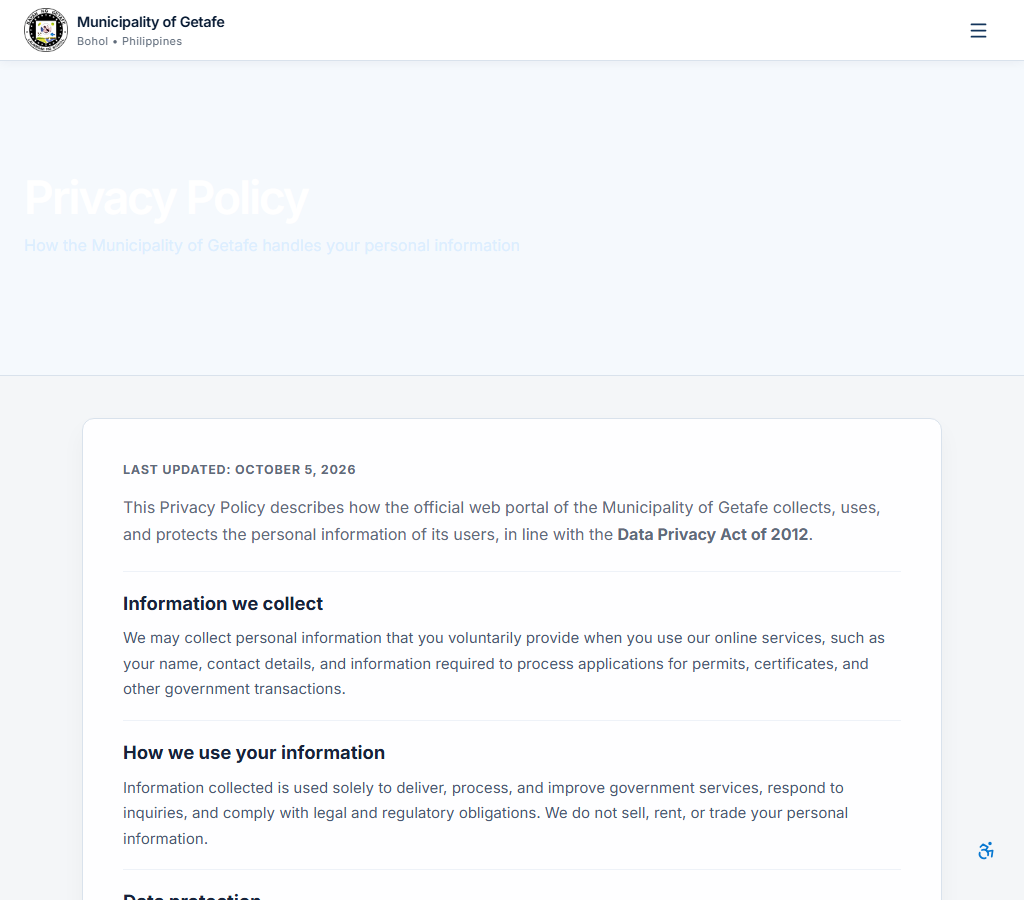 Municipality of Getafe
Bohol • Philippines
Privacy Policy
How the Municipality of Getafe handles your personal information
LAST UPDATED: OCTOBER 5, 2026
This Privacy Policy describes how the official web portal of the Municipality of Getafe collects, uses,
and protects the personal information of its users, in line with the Data Privacy Act of 2012.
Information we collect
We may collect personal information that you voluntarily provide when you use our online services, such as
your name, contact details, and information required to process applications for permits, certificates, and
other government transactions.
How we use your information
Information collected is used solely to deliver, process, and improve government services, respond to
inquiries, and comply with legal and regulatory obligations. We do not sell, rent, or trade your personal
information.
Data protection